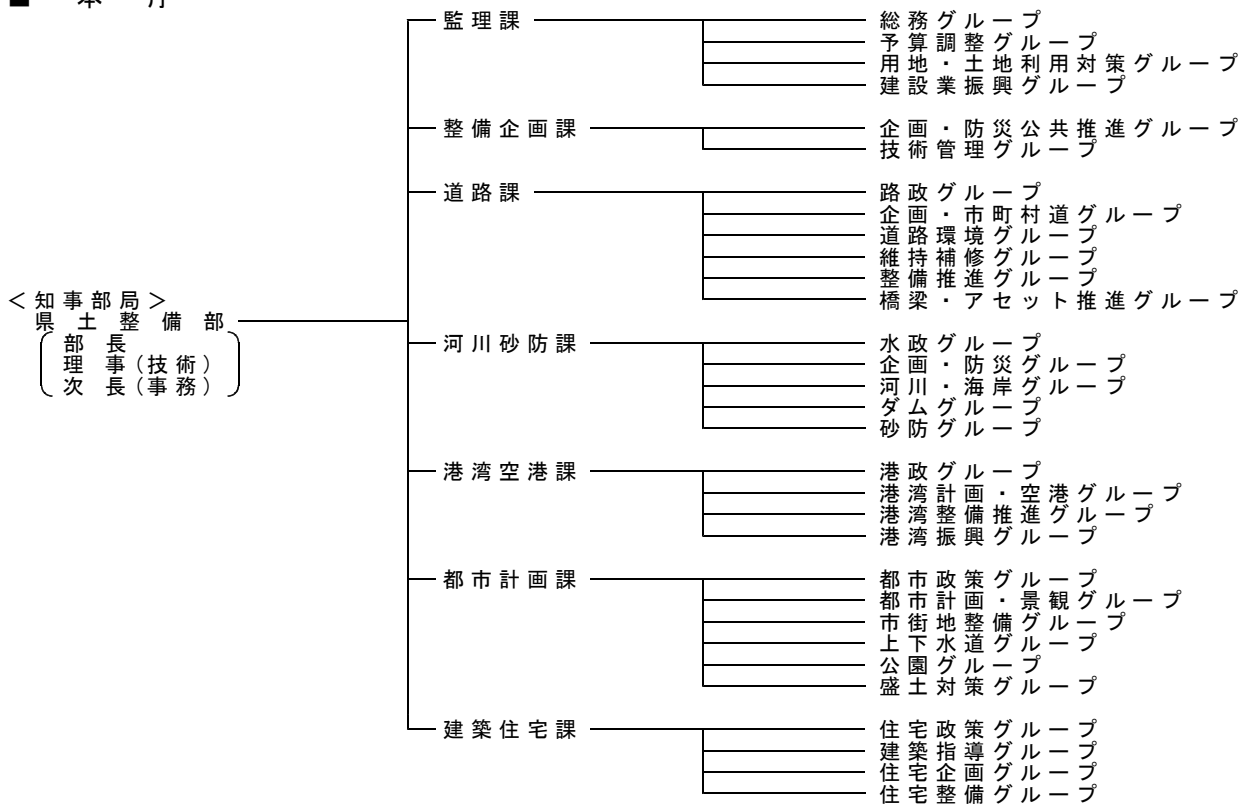 ■ 本庁
監理課
総務グループ
予算調整グループ
用地・土地利用対策グループ
建設業振興グループ
整備企画課
企画・防災公共推進グループ
技術管理グループ
道路課
路政グループ
企画・市町村道グループ
道路環境グループ
維持補修グループ
整備推進グループ
橋梁・アセット推進グループ
＜知事部局＞
県土整備部
部長
理事(技術)
次長(事務)
河川砂防課
水政グループ
企画・防災グループ
河川・海岸グループ
ダムグループ
砂防グループ
港湾空港課
港政グループ
港湾計画・空港グループ
港湾整備推進グループ
港湾振興グループ
都市計画課
都市政策グループ
都市計画・景観グループ
市街地整備グループ
上下水道グループ
公園グループ
盛土対策グループ
建築住宅課
住宅政策グループ
建築指導グループ
住宅企画グループ
住宅整備グループ